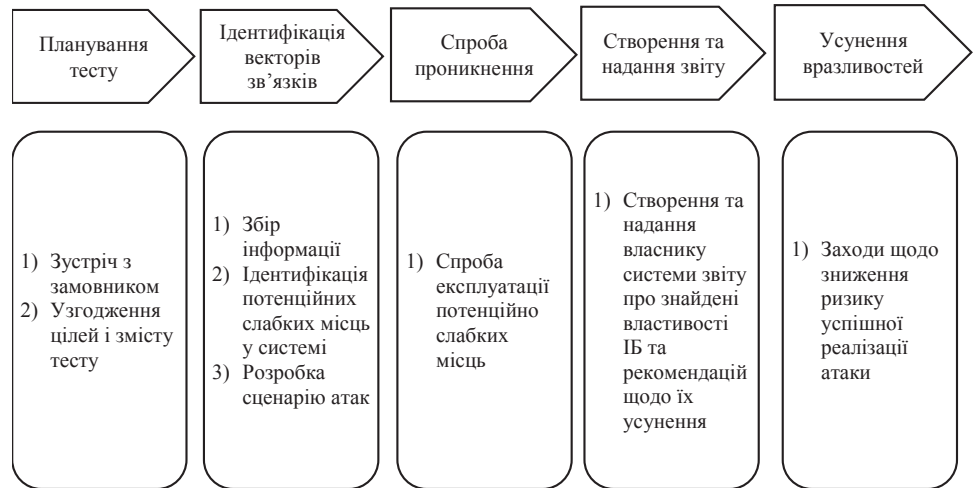 Планування
тесту
Ідентифікація
векторів
зв’язків
Спроба
проникнення
Створення та
надання звіту
Усунення
вразливостей
1) Зустріч з
замовником
2) Узгодження
цілей і змісту
тесту
1) Збір
інформації
2) Ідентифікація
потенційних
слабких місць
у системі
3) Розробка
сценарію атак
1) Спроба
експлуатації
потенційно
слабких
місць
1) Створення та
надання
власнику
системи звіту
про знайдені
властивості
ІБ та
рекомендацій
щодо їх
усунення
1) Заходи щодо
зниження
ризику
успішної
реалізації
атаки